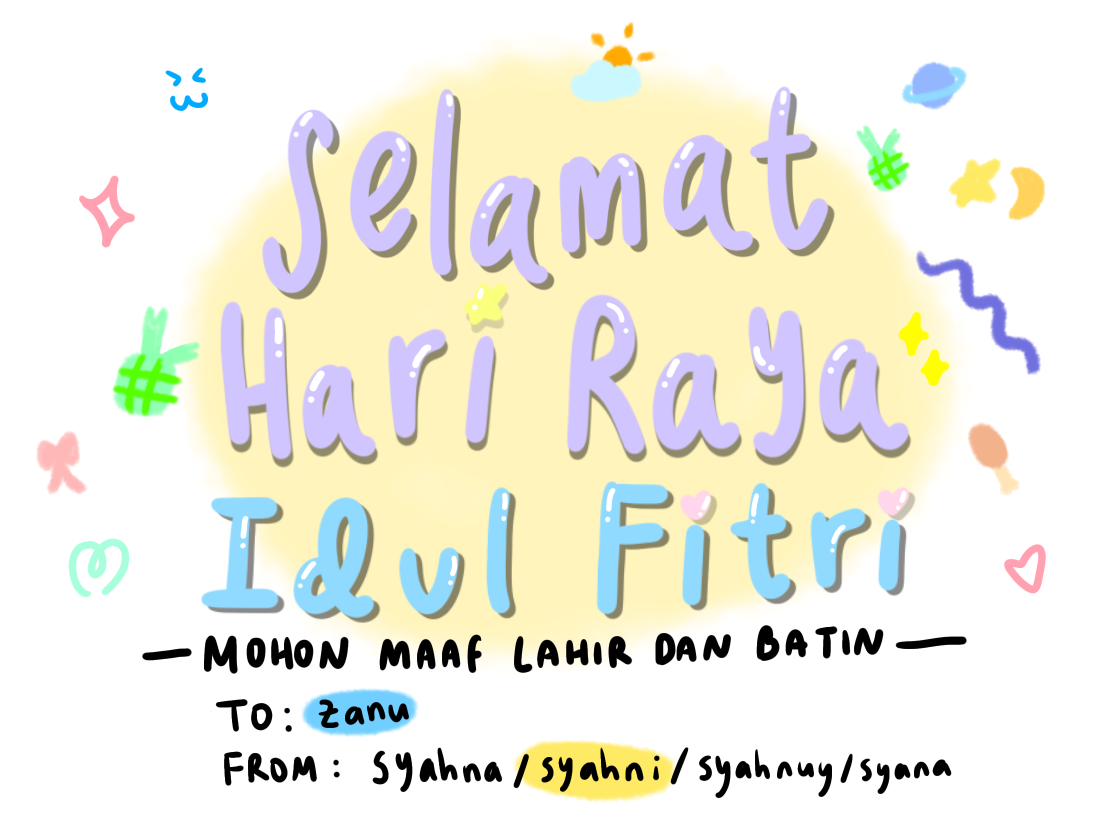 Selamat
Hari Raya
Idul Fitri
— MOHON MAAF LAHIR DAN BATIN —
TO: zanu
FROM: syahna / syahni / syahnuy / syana